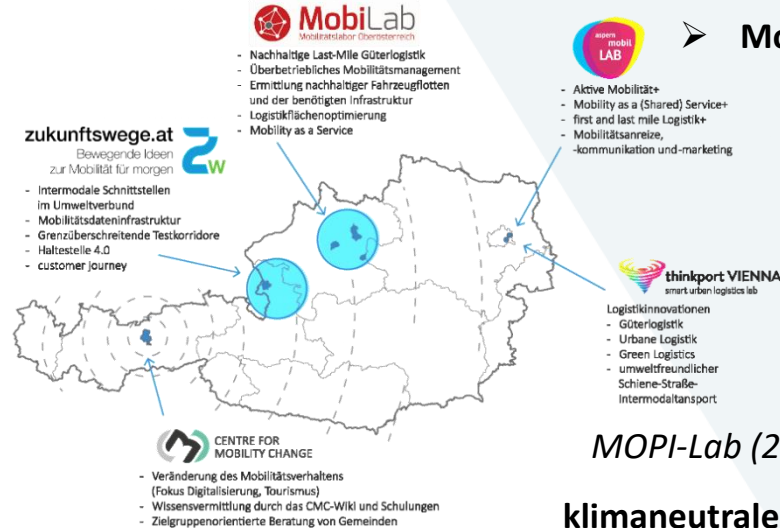 MobiLab
Mobilitätslabor Oberösterreich
- Nachhaltige Last-Mile Güterlogistik
- Überbetriebliches Mobilitätsmanagement
- Ermittlung nachhaltiger Fahrzeugflotten
und der benötigten Infrastruktur
- Logistikflächenoptimierung
- Mobility as a Service
aspern
mobil
LAB
- Aktive Mobilität+
- Mobility as a (Shared) Service+
- first and last mile Logistik+
- Mobilitätsanreize,
-kommunikation und -marketing
➢ Mo
zukunftswege.at
Bewegende Ideen
zur Mobilität für morgen
ZW
- Intermodale Schnittstellen
im Umweltverbund
- Mobilitätsdateninfrastruktur
- Grenzüberschreitende Testkorridore
- Haltestelle 4.0
- customer journey
thinkport VIENNA
smart urban logistics lab
Logistikinnovationen
- Güterlogistik
- Urbane Logistik
- Green Logistics
- umweltfreundlicher
Schiene-Straße-
Intermodaltansport
CENTRE FOR
MOBILITY CHANGE
- Veränderung des Mobilitätsverhaltens
(Fokus Digitalisierung, Tourismus)
- Wissensvermittlung durch das CMC-Wiki und Schulungen
- Zielgruppenorientierte Beratung von Gemeinden
MOPI-Lab (2
klimaneutrale